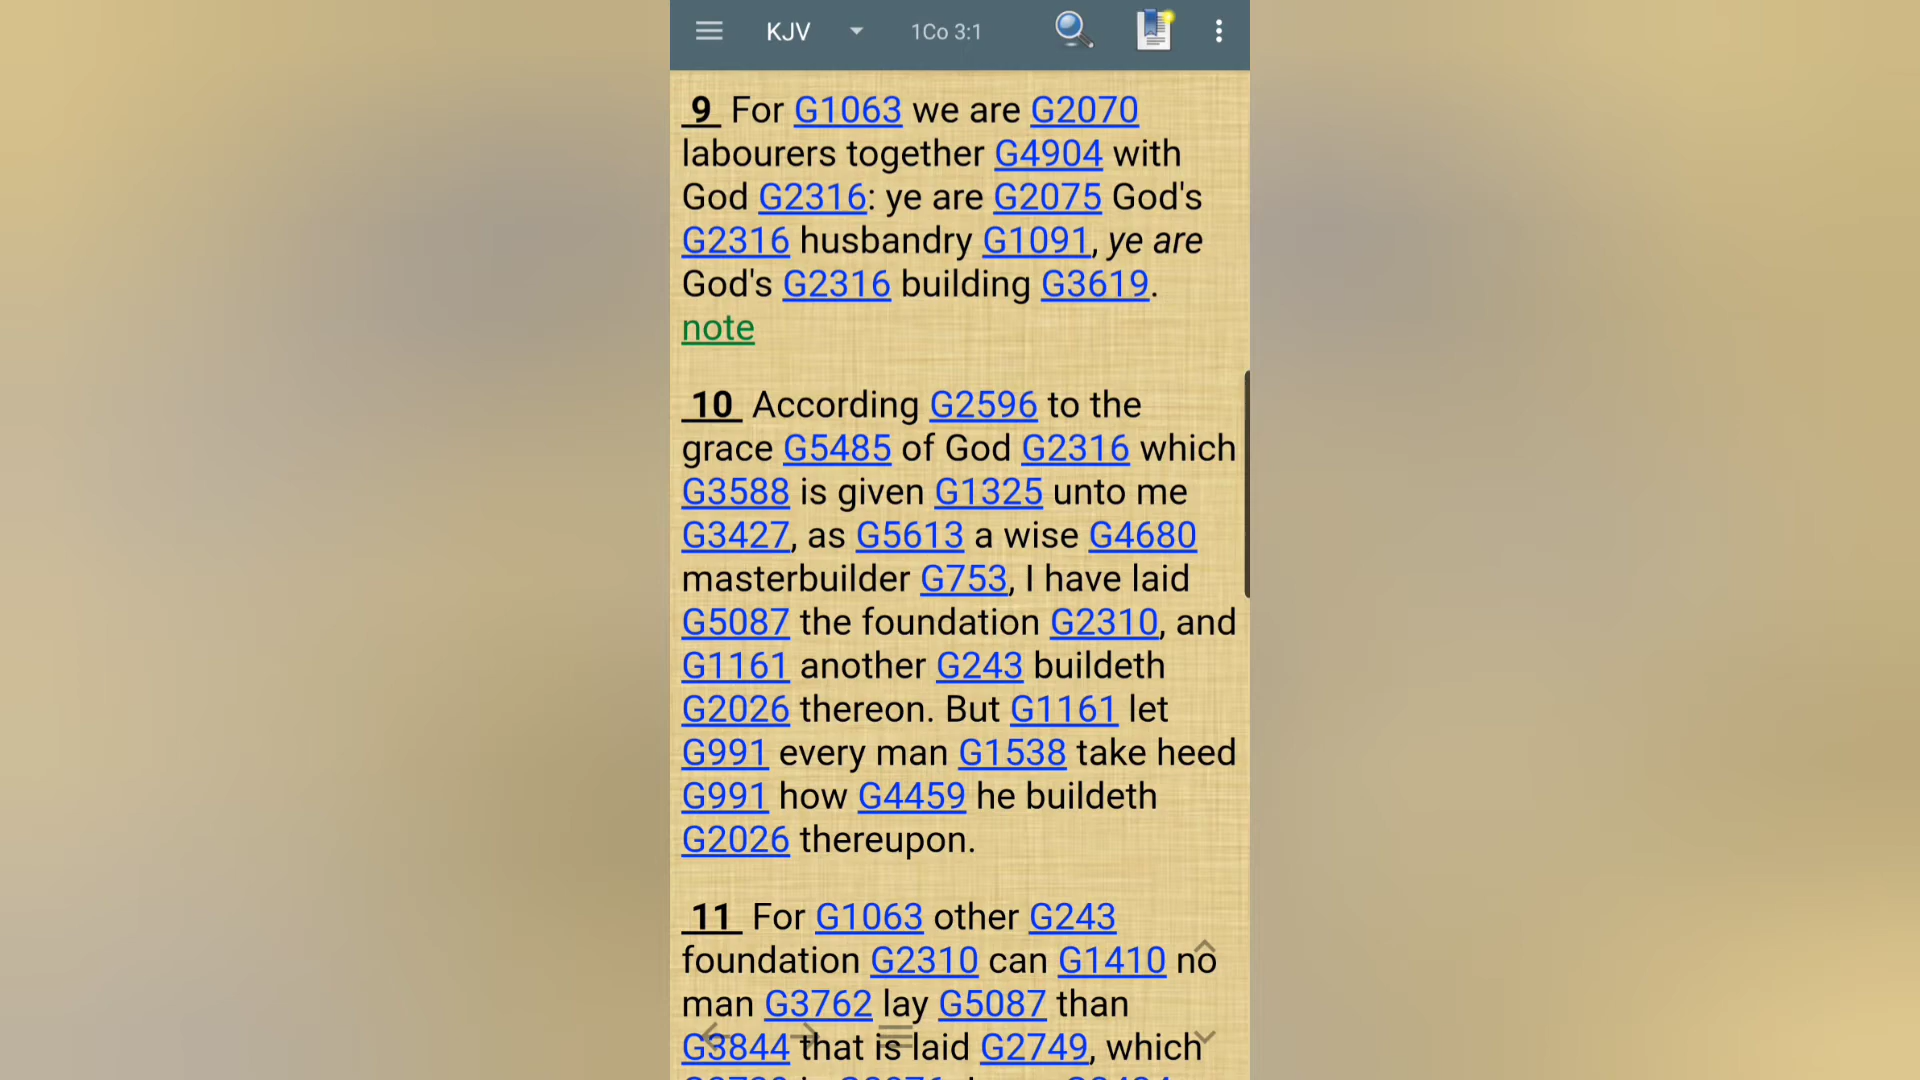 KJV 1Co 3:1
9 For G1063 we are G2070
labourers together G4904 with
God G2316: ye are G2075 God's
G2316 husbandry G1091, ye are
God's G2316 building G3619.
note
10 According G2596 to the
grace G5485 of God G2316 which
G3588 is given G1325 unto me
G3427, as G5613 a wise G4680
masterbuilder G753, I have laid
G5087 the foundation G2310, and
G1161 another G243 buildeth
G2026 thereon. But G1161 let
G991 every man G1538 take heed
G991 how G4459 he buildeth
G2026 thereupon.
11 For G1063 other G243
foundation G2310 can G1410 no
man G3762 lay G5087 than
G3844 that is laid G2749, which